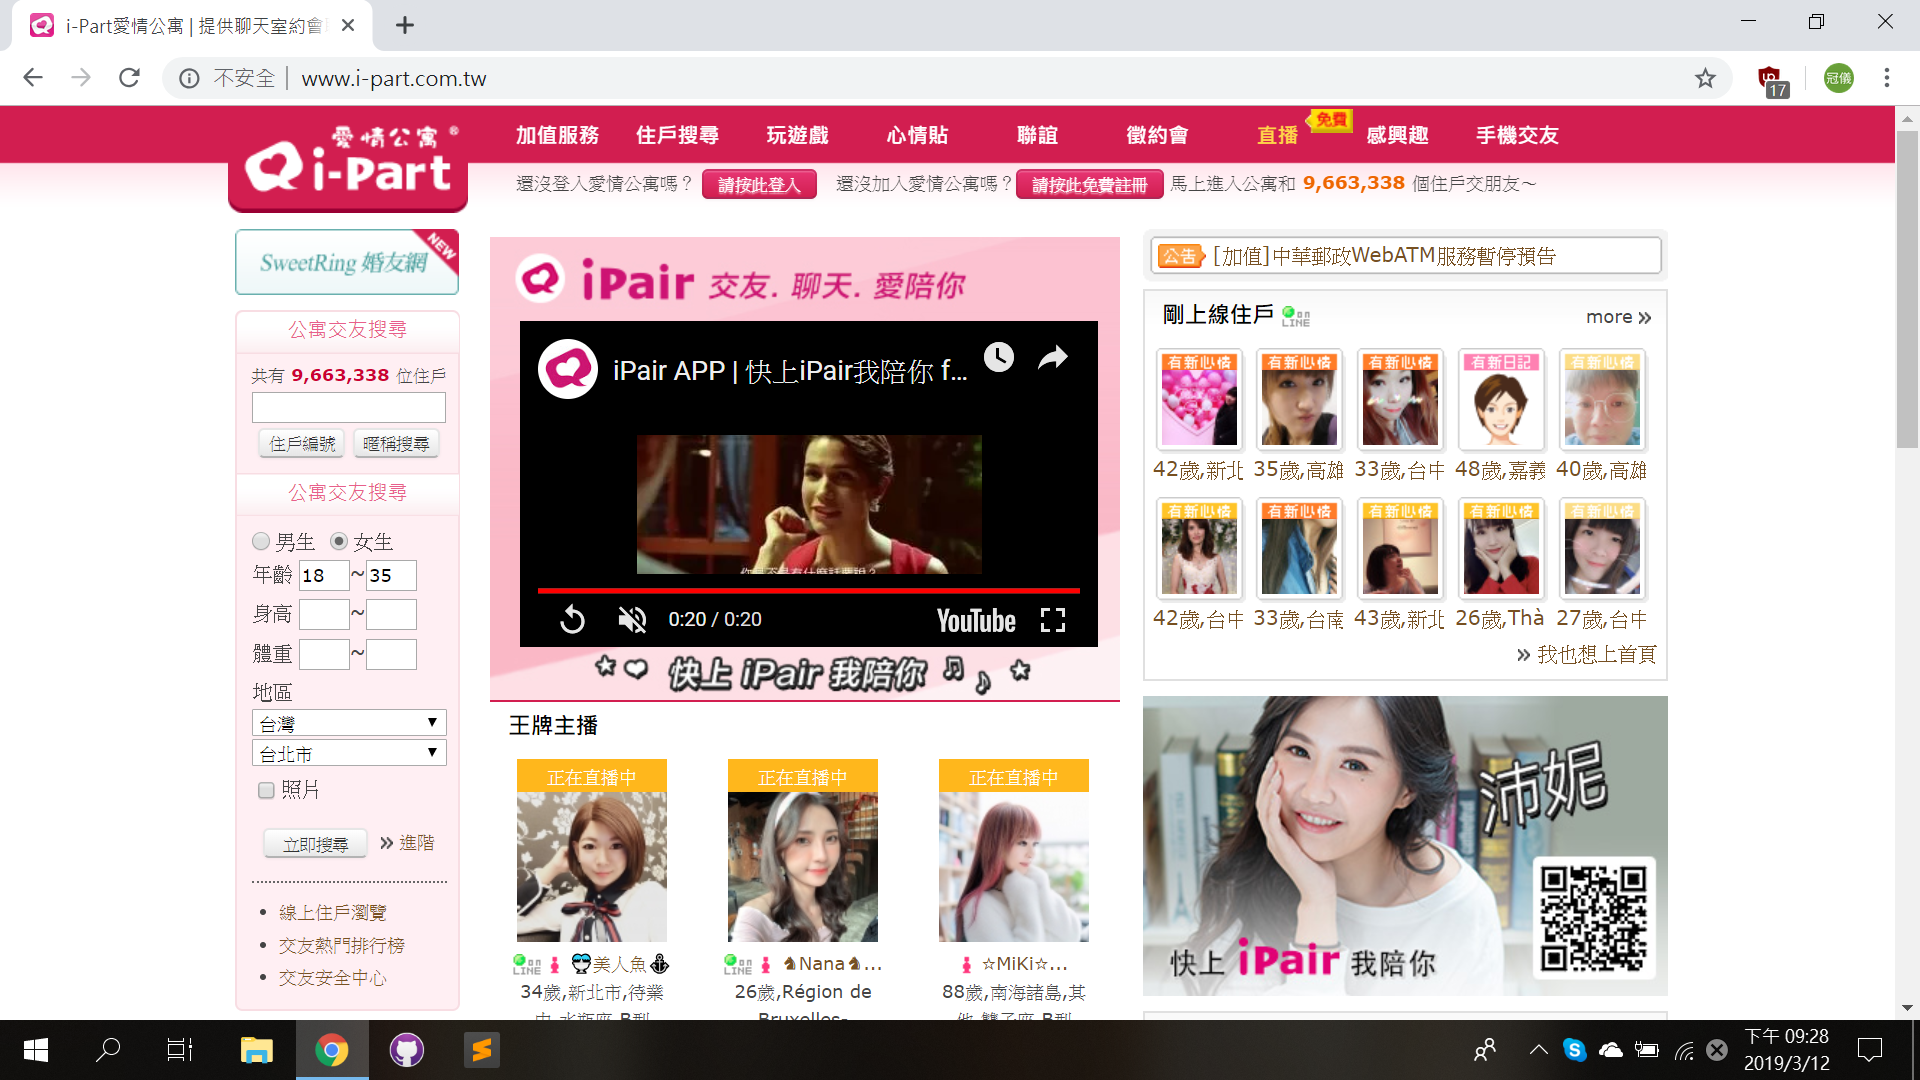 i-Part愛情公寓 | 提供聊天室約會
不安全 | www.i-part.com.tw
17
冠儀
愛情公寓®
i-Part
加值服務 住戶搜尋 玩遊戲 心情貼 聯誼 徵約會 直播 免費 感興趣 手機交友
還沒登入愛情公寓嗎？ 請按此登入 還沒加入愛情公寓嗎？ 請按此免費註冊 馬上進入公寓和 9,663,338 個住戶交朋友～
SweetRing 婚友網 NEW
公寓交友搜尋
共有 9,663,338 位住戶
住戶編號 暱稱搜尋
公寓交友搜尋
男生 女生
年齡 18 ~ 35
身高 ~
體重 ~
地區
台灣
台北市
照片
立即搜尋 » 進階
線上住戶瀏覽
交友熱門排行榜
交友安全中心
iPair 交友. 聊天. 愛陪你
iPair APP | 快上iPair我陪你 f...
0:20 / 0:20
YouTube
快上 iPair 我陪你
王牌主播
正在直播中 正在直播中 正在直播中
on LINE 美人魚
34歲,新北市,待業
中,水瓶座,B型
on LINE ♞Nana♞...
26歲,Région de
Bruxelles-
☆MiKi☆...
88歲,南海諸島,其
他,雙子座,B型
公告 [加值]中華郵政WebATM服務暫停預告
剛上線住戶 on LINE more »
有新心情 有新心情 有新心情 有新日記 有新心情
42歲,新北 35歲,高雄 33歲,台中 48歲,嘉義 40歲,高雄
有新心情 有新心情 有新心情 有新心情 有新心情
42歲,台中 33歲,台南 43歲,新北 26歲,Thà 27歲,台中
» 我也想上首頁
沛妮
快上 iPair 我陪你
下午 09:28
2019/3/12